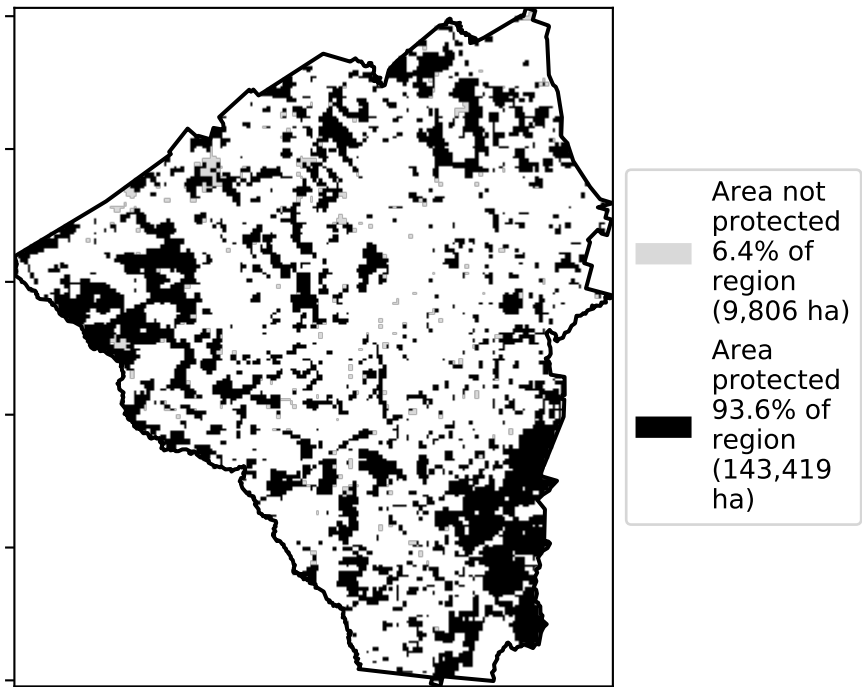 Area not
protected
6.4% of
region
(9,806 ha)
Area
protected
93.6% of
region
(143,419
ha)